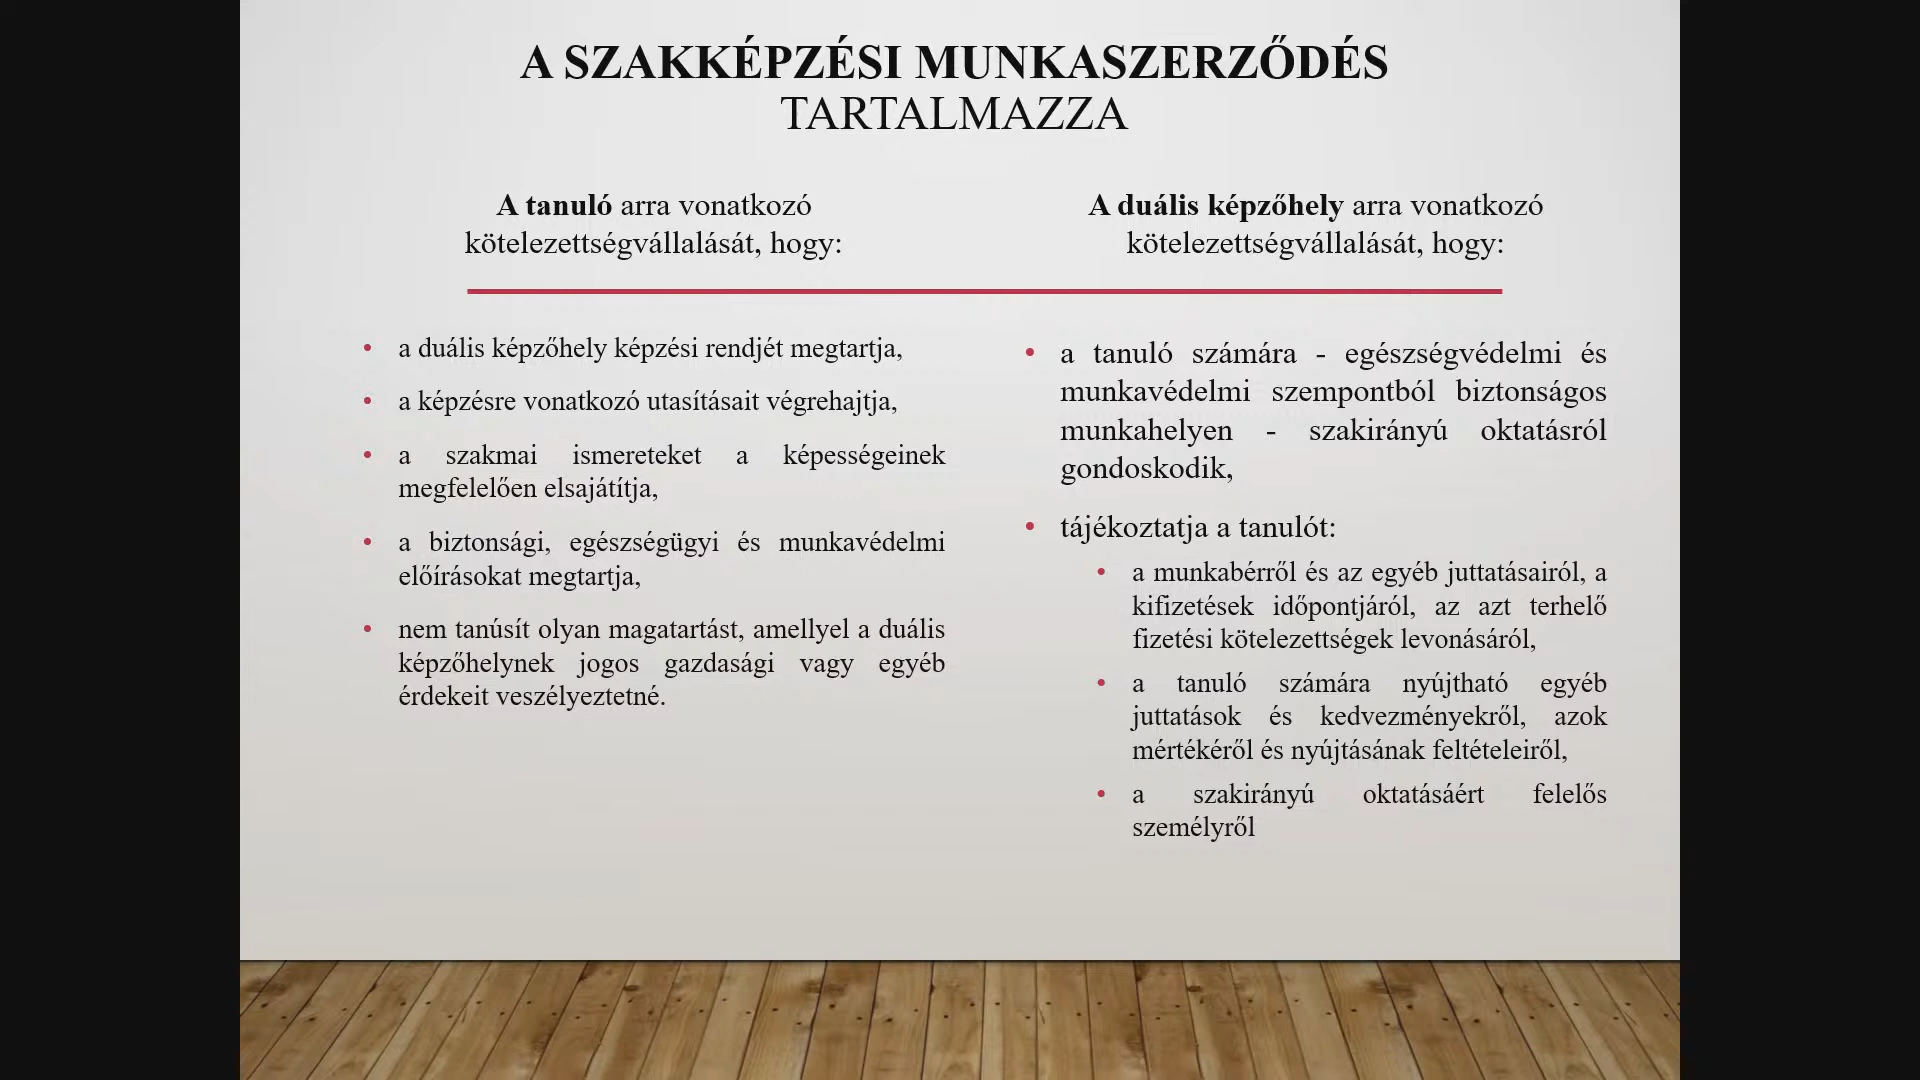 A SZAKKÉPZÉSI MUNKASZERZŐDÉS
TARTALMAZZA
A tanuló arra vonatkozó
kötelezettségvállalását, hogy:
• a duális képzőhely képzési rendjét megtartja,
• a képzésre vonatkozó utasításait végrehajtja,
• a szakmai ismereteket a képességeinek
megfelelően elsajátítja,
• a biztonsági, egészségügyi és munkavédelmi
előírásokat megtartja,
• nem tanúsít olyan magatartást, amellyel a duális
képzőhelynek jogos gazdasági vagy egyéb
érdekeit veszélyeztetné.
A duális képzőhely arra vonatkozó
kötelezettségvállalását, hogy:
• a tanuló számára - egészségvédelmi és
munkavédelmi szempontból biztonságos
munkahelyen - szakirányú oktatásról
gondoskodik,
• tájékoztatja a tanulót:
• a munkabérről és az egyéb juttatásairól, a
kifizetések időpontjáról, az azt terhelő
fizetési kötelezettségek levonásáról,
• a tanuló számára nyújtható egyéb
juttatások és kedvezményekről, azok
mértékéről és nyújtásának feltételeiről,
• a szakirányú oktatásáért felelős
személyről